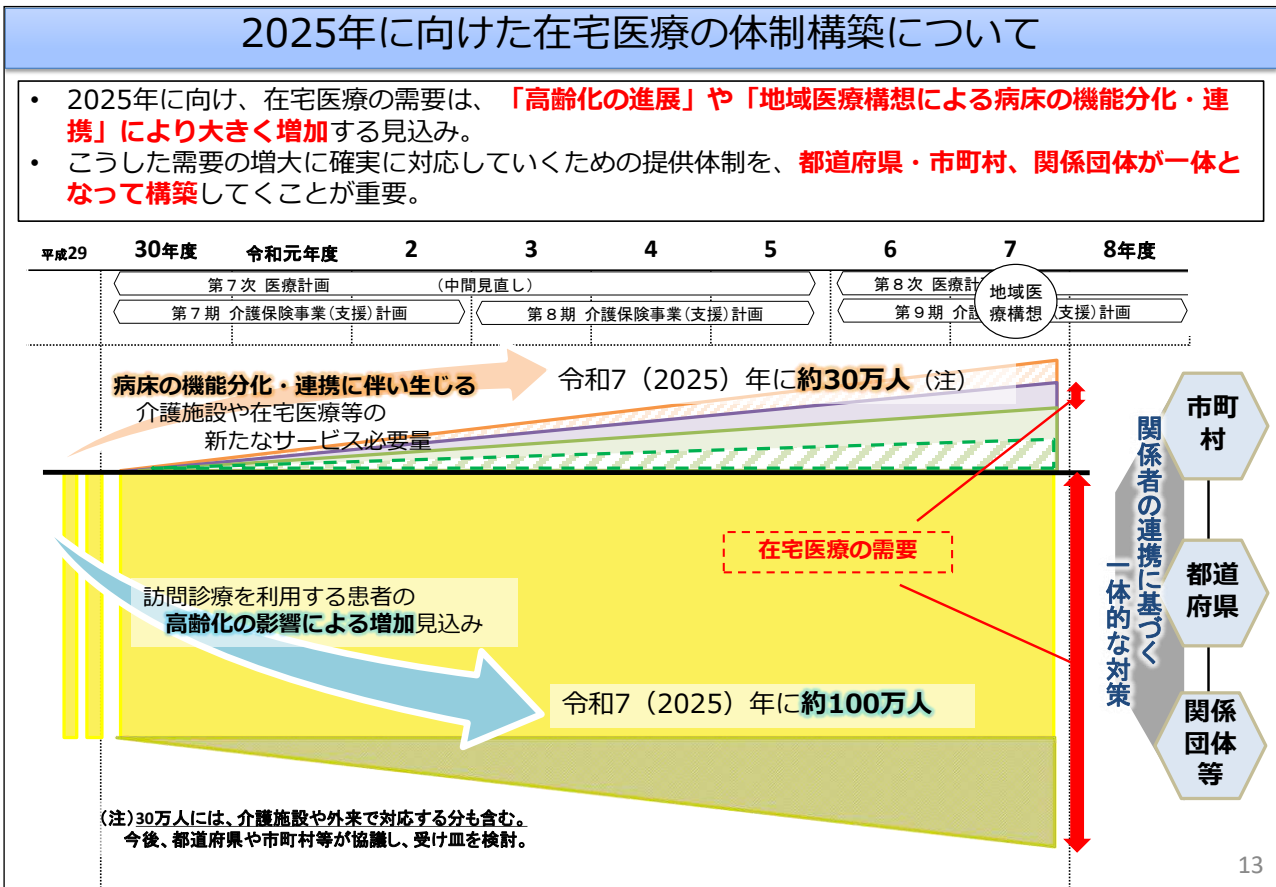 2025年に向けた在宅医療の体制構築について
• 2025年に向け、在宅医療の需要は、「高齢化の進展」や「地域医療構想による病床の機能分化・連
携」により大きく増加する見込み。
• こうした需要の増大に確実に対応していくための提供体制を、都道府県・市町村、関係団体が一体と
なって構築してくことが重要。
平成29 30年度 令和元年度 2 3 4 5 6 7 8年度
第7次 医療計画 (中間見直し) 第8次 医療計
第7期 介護保険事業(支援)計画 第8期 介護保険事業(支援)計画 第9期 介護 支援)計画
地域医
療構想
病床の機能分化・連携に伴い生じる
介護施設や在宅医療等の
新たなサービス必要量
令和7(2025)年に約30万人(注)
在宅医療の需要
訪問診療を利用する患者の
高齢化の影響による増加見込み
令和7(2025)年に約100万人
関係者の連携に基づく
一体的な対策
市町
村
都道
府県
関係
団体
等
(注)30万人には、介護施設や外来で対応する分も含む。
今後、都道府県や市町村等が協議し、受け皿を検討。
13